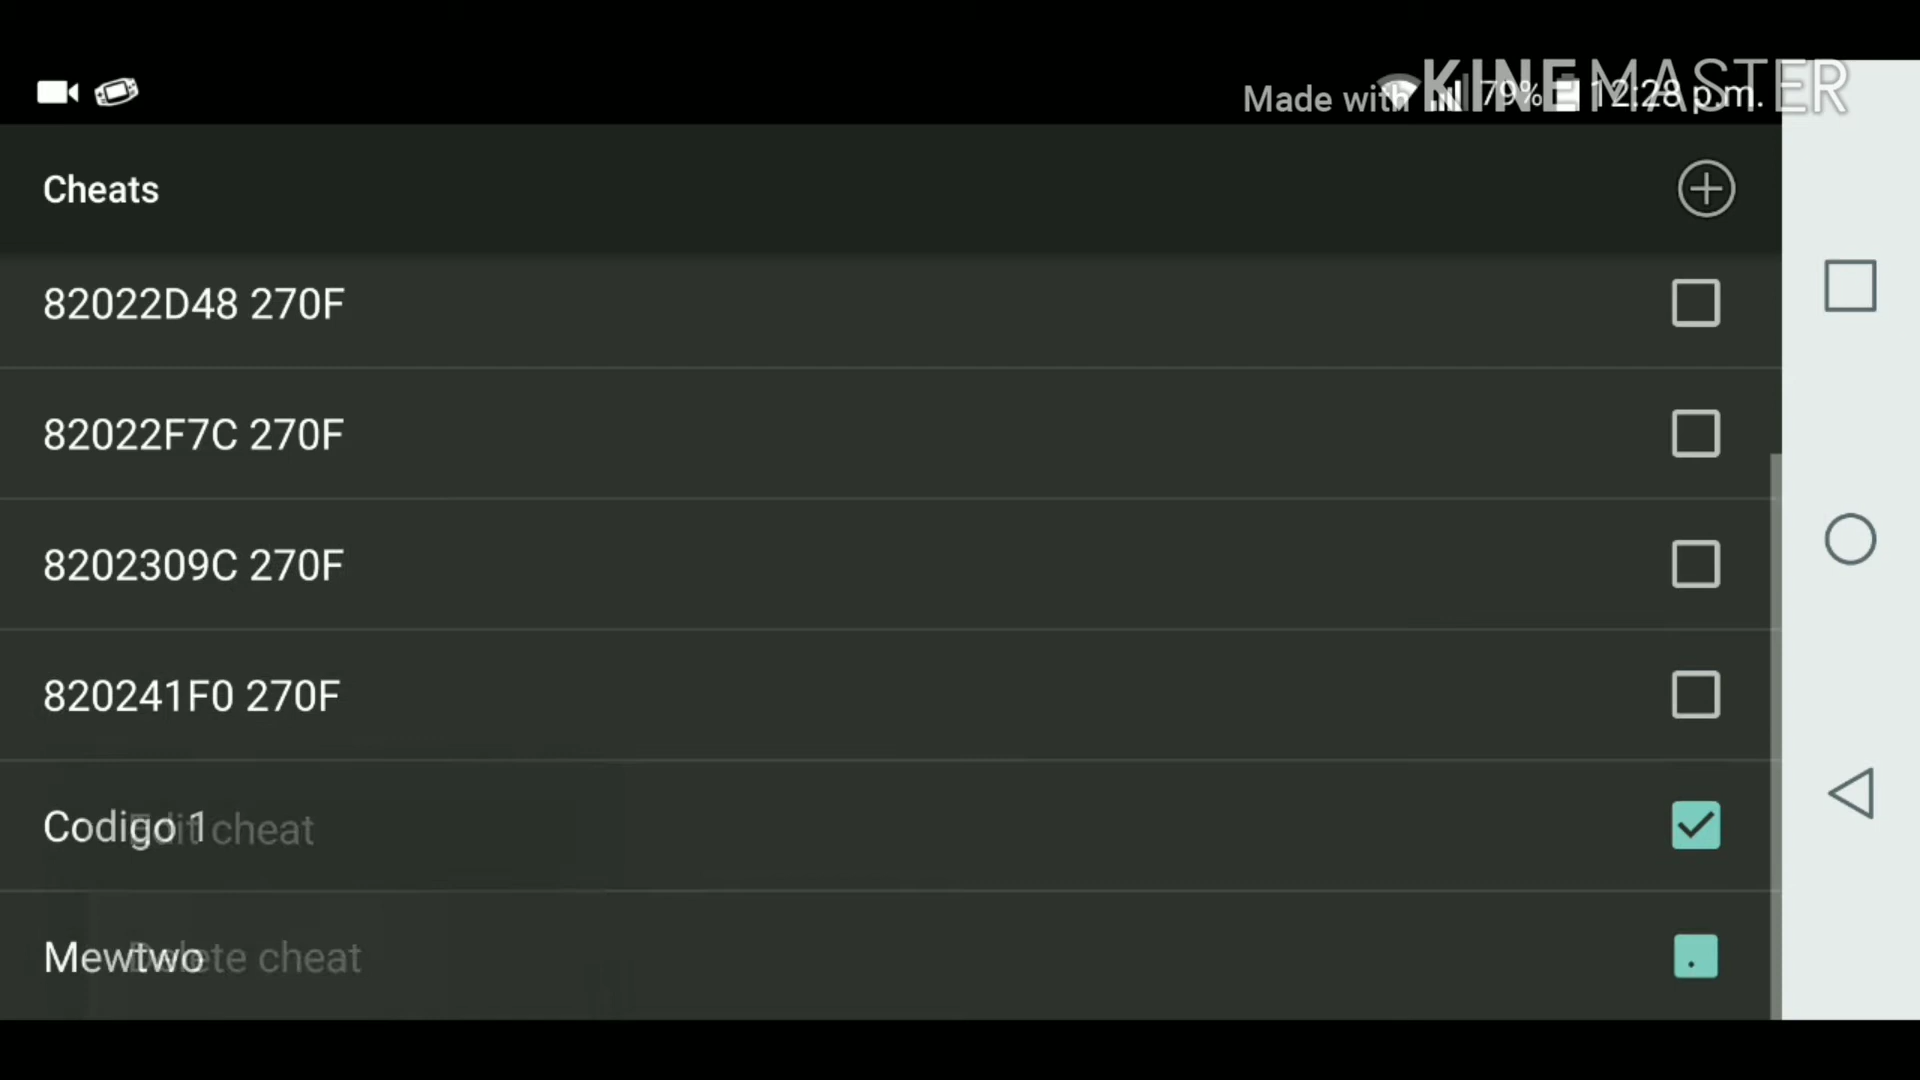 Made with KINEMASTER
79% 12:28 p.m.
Cheats
82022D48 270F
82022F7C 270F
8202309C 270F
820241F0 270F
Codigo 1
Edit cheat
Mewtwo
Delete cheat